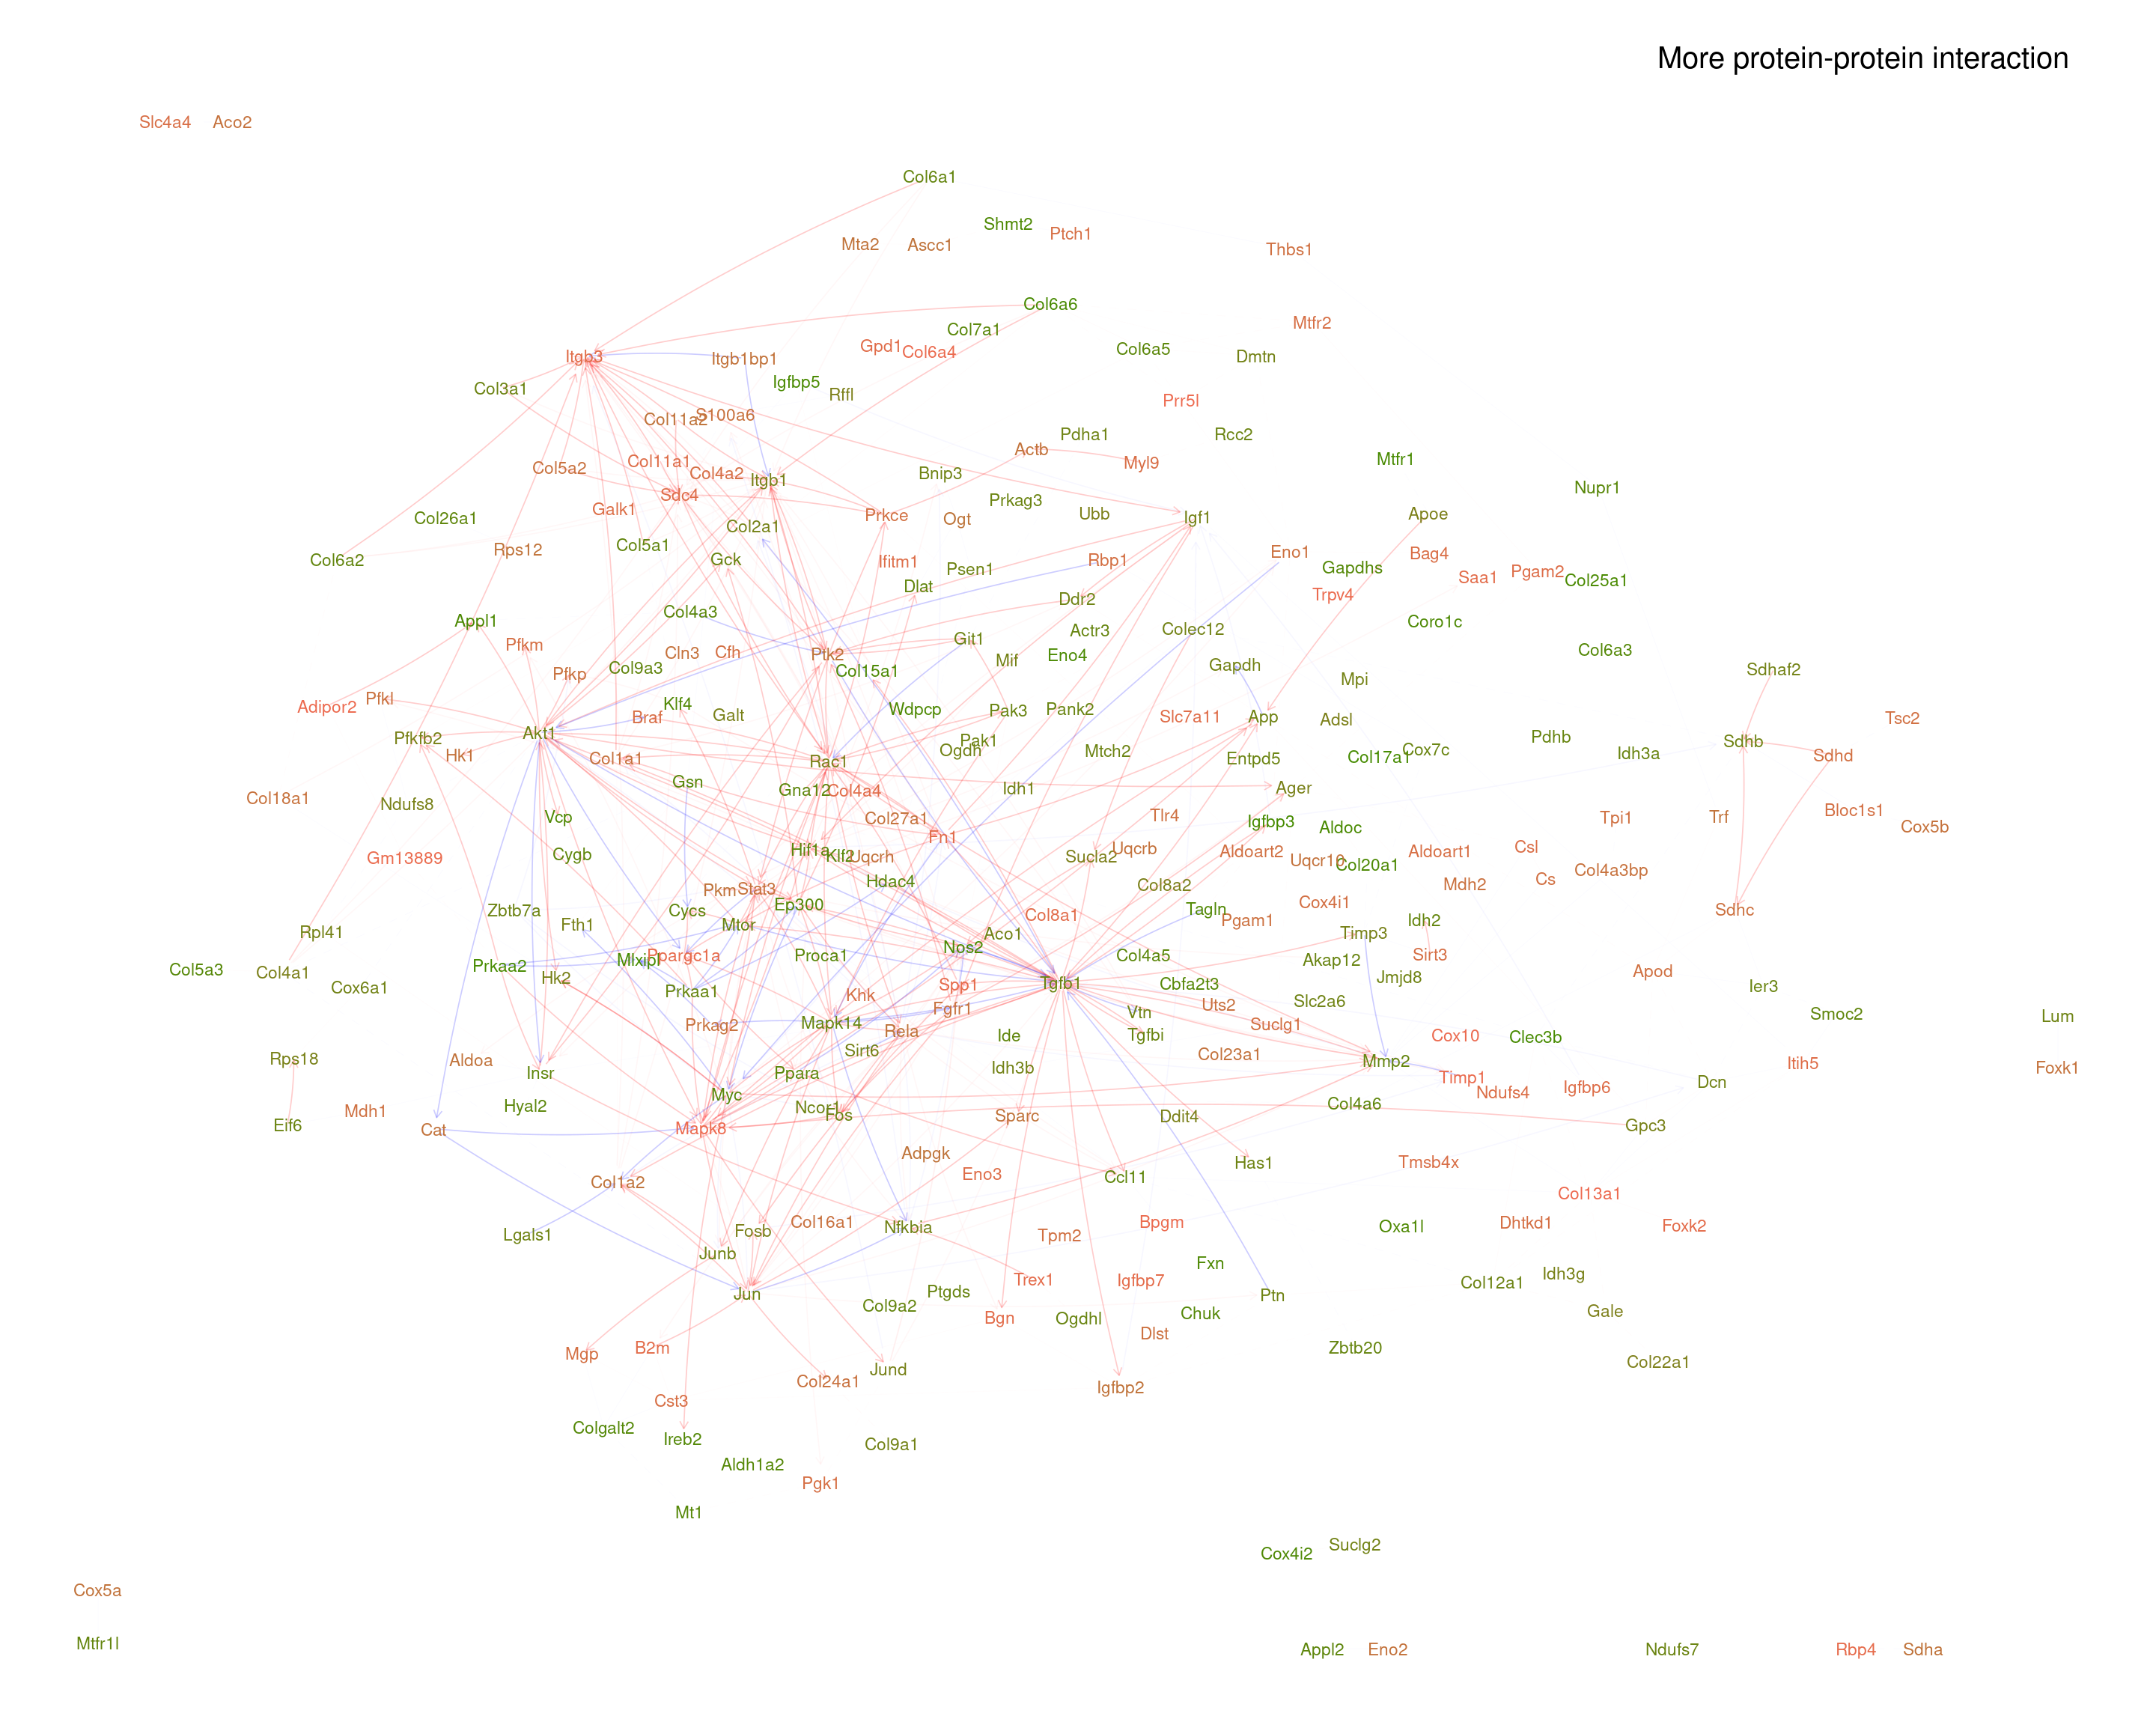 More protein-protein interaction
Slc4a4 Aco2
Col6a1
Shmt2
Ptch1
Mta2 Ascc1
Thbs1
Col6a6
Mtfr2
Col7a1
Gpd1 Col6a4
Col6a5
Itgb3
Itgb1bp1
Dmtn
Igfbp5
Col3a1
Rffl
Prr5l
Col11a2 S100a6
Pdha1
Rcc2
Actb
Mtfr1
Col11a1
Myl9
Col5a2
Col4a2
Bnip3
Itgb1
Nupr1
Sdc4
Prkag3
Galk1
Prkce
Ogt
Ubb
Igf1
Apoe
Col26a1
Col2a1
Col5a1
Rps12
Eno1
Bag4
Col6a2
Gck
Ifitm1
Rbp1
Psen1
Gapdhs
Saa1
Pgam2
Col25a1
Dlat
Ddr2
Trpv4
Col4a3
Appl1
Coro1c
Actr3
Colec12
Git1
Pfkm
Cln3
Cfh
Ptk2
Eno4
Mif
Col6a3
Col9a3
Col15a1
Gapdh
Sdhaf2
Pfkp
Mpi
Pfkl
Adipor2
Klf4
Wdpcp
Pak3
Pank2
Braf
Galt
Slc7a11
App
Adsl
Tsc2
Akt1
Pfkfb2
Pak1
Pdhb
Sdhb
Ogdh
Mtch2
Cox7c
Idh3a
Hk1
Col1a1
Rac1
Entpd5
Col17a1
Sdhd
Gsn
Gna12
Col4a4
Idh1
Ager
Col18a1
Ndufs8
Vcp
Col27a1
Tlr4
Tpi1
Trf
Bloc1s1
Igfbp3
Aldoc
Cox5b
Fn1
Gm13889
Cygb
Hif1a
Klf2
Uqcrh
Sucla2
Uqcrb
Aldoart2
Uqcr10
Col20a1
Aldoart1
Csl
Col4a3bp
Pkm
Stat3
Hdac4
Col8a2
Mdh2
Cs
Zbtb7a
Cycs
Ep300
Col8a1
Tagln
Cox4i1
Sdhc
Fth1
Mtor
Aco1
Pgam1
Idh2
Rpl41
Timp3
Nos2
Col5a3
Col4a1
Prkaa2
Mlxipl
Ppargc1a
Proca1
Col4a5
Akap12
Sirt3
Apod
Cox6a1
Hk2
Prkaa1
Khk
Spp1
Tgfb1
Cbfa2t3
Jmjd8
Ier3
Prkag2
Mapk14
Fgfr1
Vtn
Uts2
Slc2a6
Smoc2
Lum
Rela
Ide
Tgfbi
Suclg1
Cox10
Clec3b
Rps18
Aldoa
Sirt6
Col23a1
Mmp2
Itih5
Insr
Ppara
Idh3b
Timp1
Foxk1
Myc
Ndufs4
Igfbp6
Dcn
Mdh1
Hyal2
Ncor1
Fos
Sparc
Ddit4
Col4a6
Eif6
Cat
Mapk8
Gpc3
Adpgk
Has1
Tmsb4x
Col1a2
Eno3
Ccl11
Col13a1
Lgals1
Fosb
Col16a1
Nfkbia
Tpm2
Bpgm
Oxa1l
Dhtkd1
Foxk2
Junb
Fxn
Jun
Trex1
Igfbp7
Col12a1
Idh3g
Ptgds
Col9a2
Ptn
Bgn
Ogdhl
Chuk
Gale
Dlst
Mgp
B2m
Zbtb20
Col24a1
Jund
Igfbp2
Col22a1
Cst3
Colgalt2
Ireb2
Col9a1
Aldh1a2
Pgk1
Mt1
Cox4i2
Suclg2
Cox5a
Mtfr1l
Appl2 Eno2
Ndufs7
Rbp4 Sdha